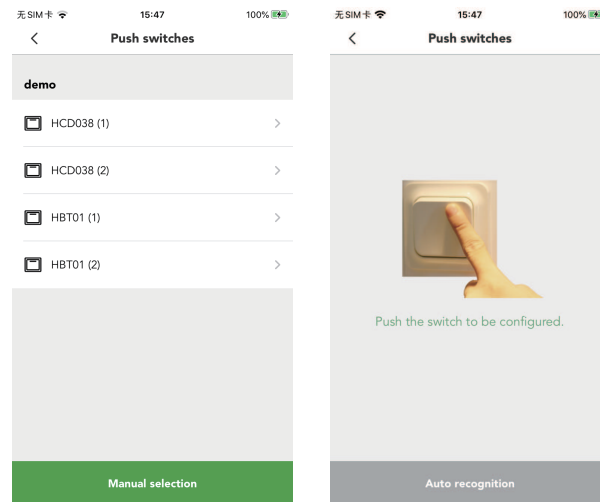 无SIM卡 15:47 100%
Push switches
demo
HCD038 (1)
HCD038 (2)
HBT01 (1)
HBT01 (2)
Manual selection
无SIM卡 15:47 100%
Push switches
Push the switch to be configured.
Auto recognition